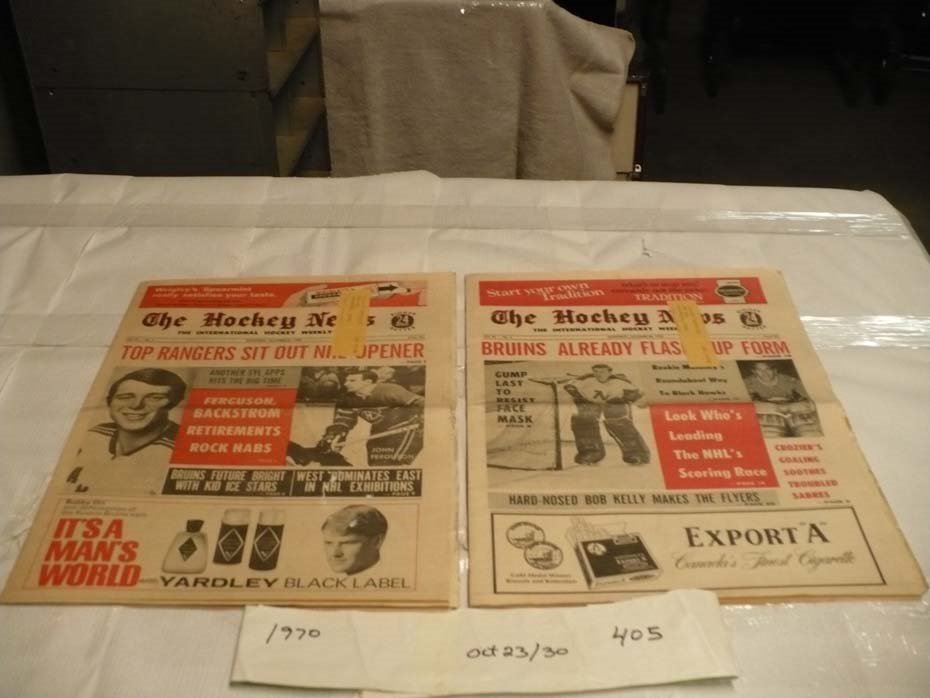 Wrigley's Spearmint
really satisfies your taste.
The Hockey Ne s
THE INTERNATIONAL HOCKEY WEEKLY
TOP RANGERS SIT OUT NHL OPENER
ANOTHER SYL APPS
HITS THE BIG TIME
FERGUSON,
BACKSTROM
RETIREMENTS
ROCK HABS
JOHN
FERGUSON
BRUINS FUTURE BRIGHT
WITH KID ICE STARS
WEST DOMINATES EAST
IN NHL EXHIBITIONS
Bobby Orr
IT'S A
MAN'S
WORLD
YARDLEY BLACK LABEL
Start your own
Tradition
TRADITION
The Hockey N ws
THE INTERNATIONAL HOCKEY WEEKLY
BRUINS ALREADY FLAS UP FORM
GUMP
LAST
TO
RESIST
FACE
MASK
Rookie
Roundabout Way
To Black Hawks
Look Who's
Leading
The NHL's
Scoring Race
CROZIER'S
GOALING
SOOTHES
TROUBLED
SABRES
HARD-NOSED BOB KELLY MAKES THE FLYERS
EXPORT "A"
Canada's Finest Cigarette
1970
Oct 23/30
405